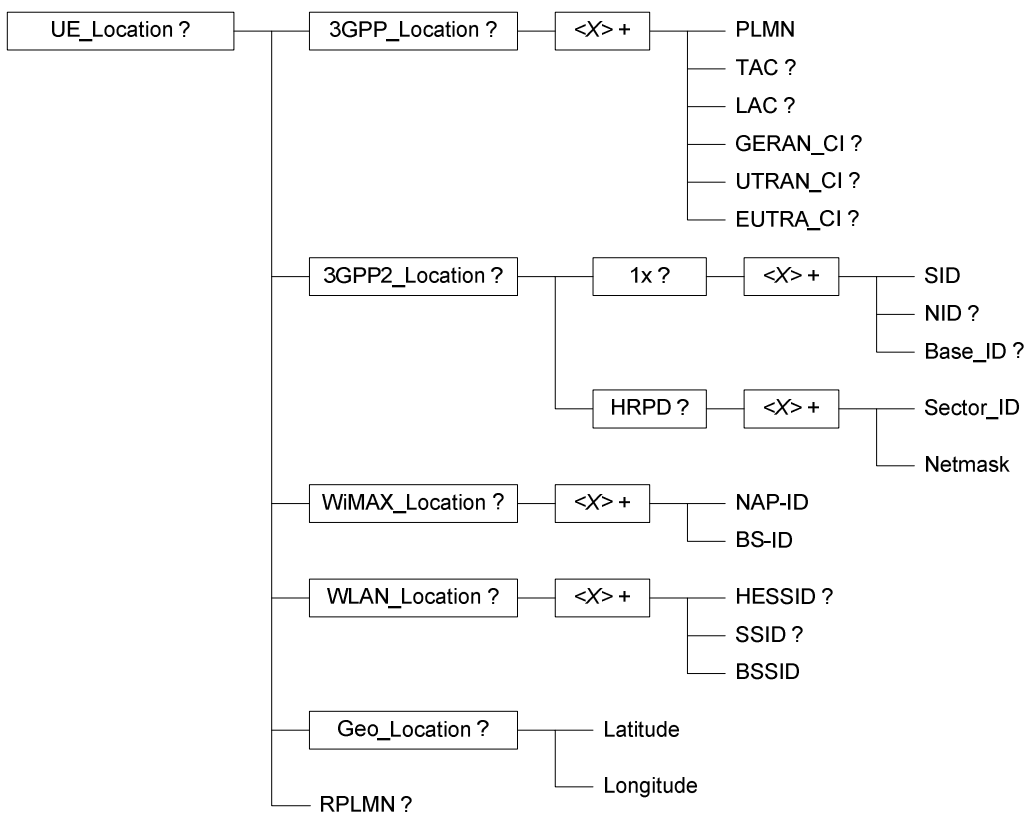 UE_Location ?
3GPP_Location ?
<X> +
PLMN
TAC ?
LAC ?
GERAN_CI ?
UTRAN_CI ?
EUTRA_CI ?
3GPP2_Location ?
1x ?
<X> +
SID
NID ?
Base_ID ?
HRPD ?
<X> +
Sector_ID
Netmask
WiMAX_Location ?
<X> +
NAP-ID
BS-ID
WLAN_Location ?
<X> +
HESSID ?
SSID ?
BSSID
Geo_Location ?
Latitude
Longitude
RPLMN ?